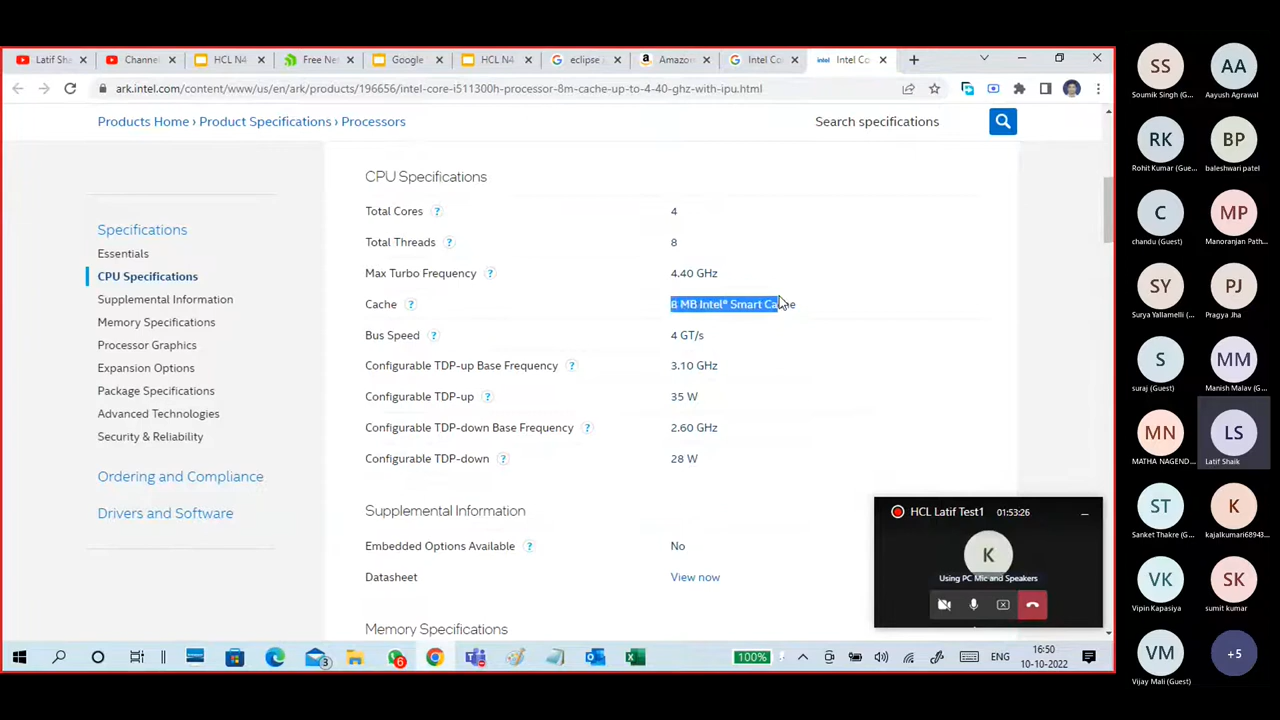 Latif Sha
Channel
HCL N4
Free Ne
Google
HCL N4
eclipse
Amazon
Intel Co
intel
Intel Co
ark.intel.com/content/www/us/en/ark/products/196656/intel-core-i511300h-processor-8m-cache-up-to-4-40-ghz-with-ipu.html
Products Home › Product Specifications › Processors
Search specifications
Specifications
Essentials
CPU Specifications
Supplemental Information
Memory Specifications
Processor Graphics
Expansion Options
Package Specifications
Advanced Technologies
Security & Reliability
Ordering and Compliance
Drivers and Software
CPU Specifications
Total Cores ? 4
Total Threads ? 8
Max Turbo Frequency ? 4.40 GHz
Cache ? 8 MB Intel® Smart Cache
Bus Speed ? 4 GT/s
Configurable TDP-up Base Frequency ? 3.10 GHz
Configurable TDP-up ? 35 W
Configurable TDP-down Base Frequency ? 2.60 GHz
Configurable TDP-down ? 28 W
Supplemental Information
Embedded Options Available ? No
Datasheet View now
Memory Specifications
HCL Latif Test1 01:53:26
K
Using PC Mic and Speakers
3
6
100%
ENG
16:50
10-10-2022
SS
Soumik Singh (G...
AA
Aayush Agrawal
RK
Rohit Kumar (Gue...
BP
baleshwari patel
C
chandu (Guest)
MP
Manoranjan Path...
SY
Surya Yallamelli (...
PJ
Pragya Jha
S
suraj (Guest)
MM
Manish Malav (G...
MN
MATHA NAGEND...
LS
Latif Shaik
ST
Sanket Thakre (G...
K
kajalkumari68943...
VK
Vipin Kapasiya
SK
sumit kumar
VM
Vijay Mali (Guest)
+5